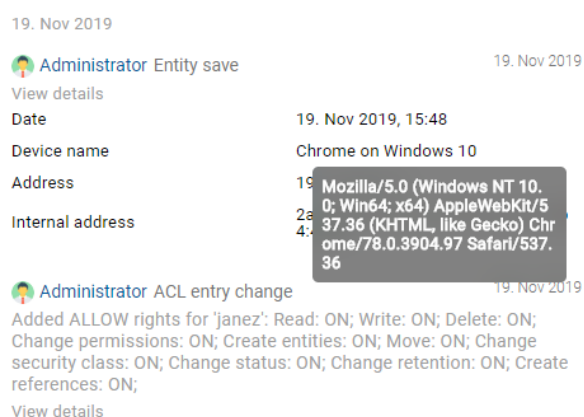 19. Nov 2019
Administrator Entity save 19. Nov 2019
View details
Date 19. Nov 2019, 15:48
Device name Chrome on Windows 10
Address 19
Internal address 2a
4:4
Mozilla/5.0 (Windows NT 10.
0; Win64; x64) AppleWebKit/5
37.36 (KHTML, like Gecko) Chr
ome/78.0.3904.97 Safari/537.
36
Administrator ACL entry change 19. Nov 2019
Added ALLOW rights for 'janez': Read: ON; Write: ON; Delete: ON;
Change permissions: ON; Create entities: ON; Move: ON; Change
security class: ON; Change status: ON; Change retention: ON; Create
references: ON;
View details